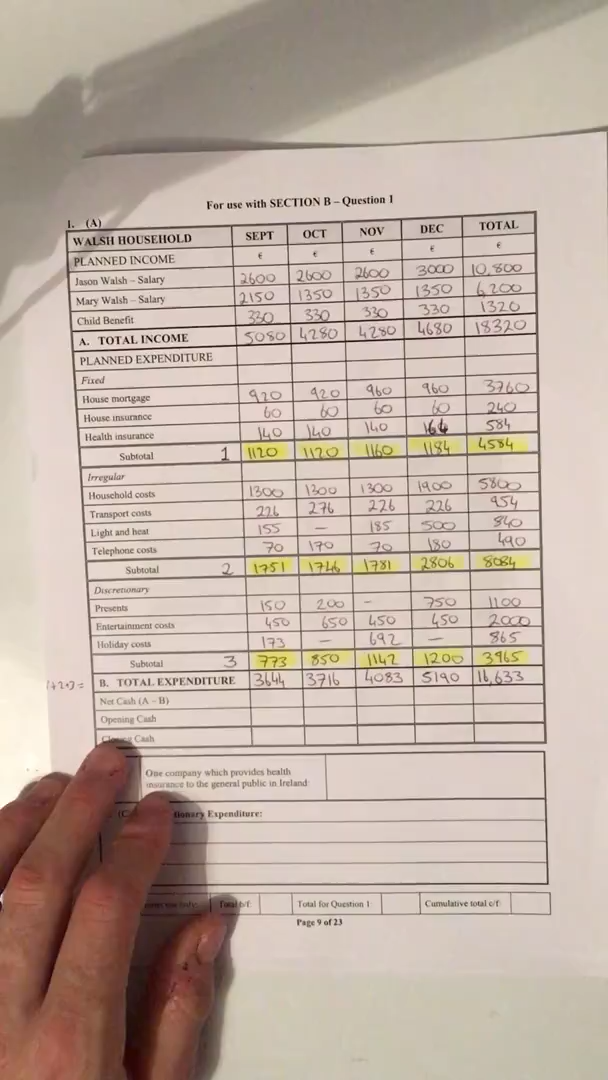 For use with SECTION B – Question 1
1. (A)
WALSH HOUSEHOLD SEPT OCT NOV DEC TOTAL
PLANNED INCOME € € € € €
Jason Walsh – Salary 2600 2600 2600 3000 10,800
Mary Walsh – Salary 2150 1350 1350 1350 6,200
Child Benefit 330 330 330 330 1320
A. TOTAL INCOME 5080 4280 4280 4680 18320
PLANNED EXPENDITURE
Fixed
House mortgage 920 920 960 960 3760
House insurance 60 60 60 60 240
Health insurance 140 140 140 164 584
Subtotal 1 1120 1120 1160 1184 4584
Irregular
Household costs 1300 1300 1300 1900 5800
Transport costs 226 276 226 226 954
Light and heat 155 – 185 500 840
Telephone costs 70 170 70 180 490
Subtotal 2 1751 1746 1781 2806 8084
Discretionary
Presents 150 200 – 750 1100
Entertainment costs 450 650 450 450 2000
Holiday costs 173 – 692 – 865
Subtotal 3 773 850 1142 1200 3965
1+2+3 = B. TOTAL EXPENDITURE 3644 3716 4083 5190 16,633
Net Cash (A – B)
Opening Cash
Cash
One company which provides health
insurance to the general public in Ireland:
Expenditure:
Total b/f: Total for Question 1: Cumulative total c/f:
Page 9 of 23